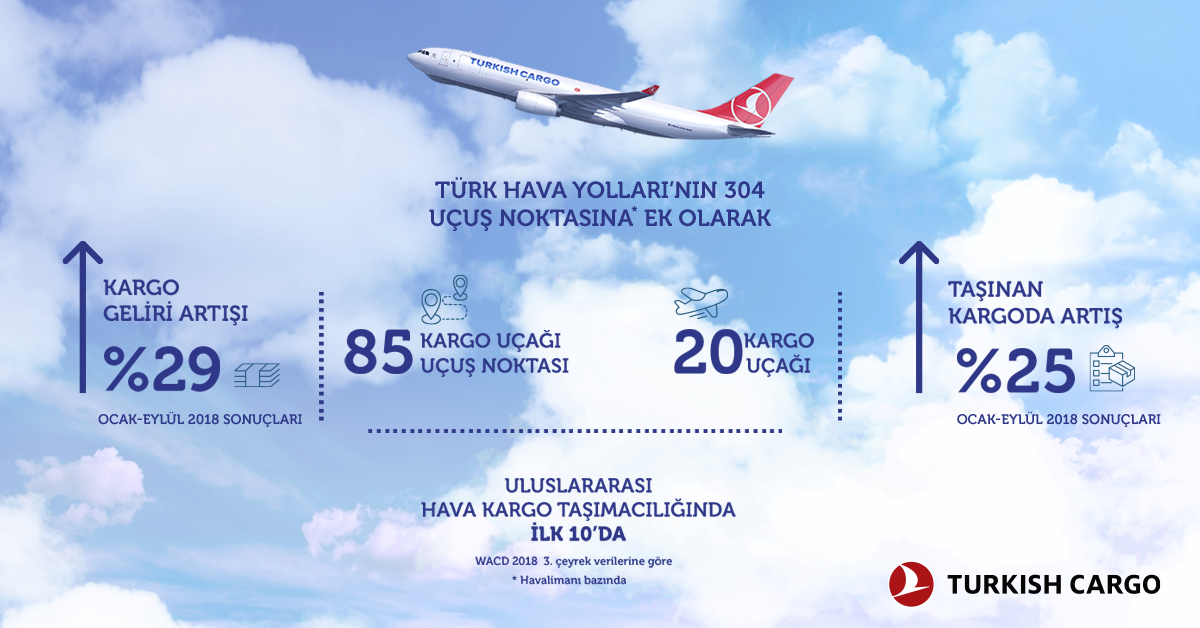 TURKISH CARGO
TÜRK HAVA YOLLARI'NIN 304
UÇUŞ NOKTASINA* EK OLARAK
KARGO
GELİRİ ARTIŞI
%29
OCAK-EYLÜL 2018 SONUÇLARI
85 KARGO UÇAĞI
UÇUŞ NOKTASI
20 KARGO
UÇAĞI
TAŞINAN
KARGODA ARTIŞ
%25
OCAK-EYLÜL 2018 SONUÇLARI
ULUSLARARASI
HAVA KARGO TAŞIMACILIĞINDA
İLK 10'DA
WACD 2018 3. çeyrek verilerine göre
* Havalimanı bazında
TURKISH CARGO